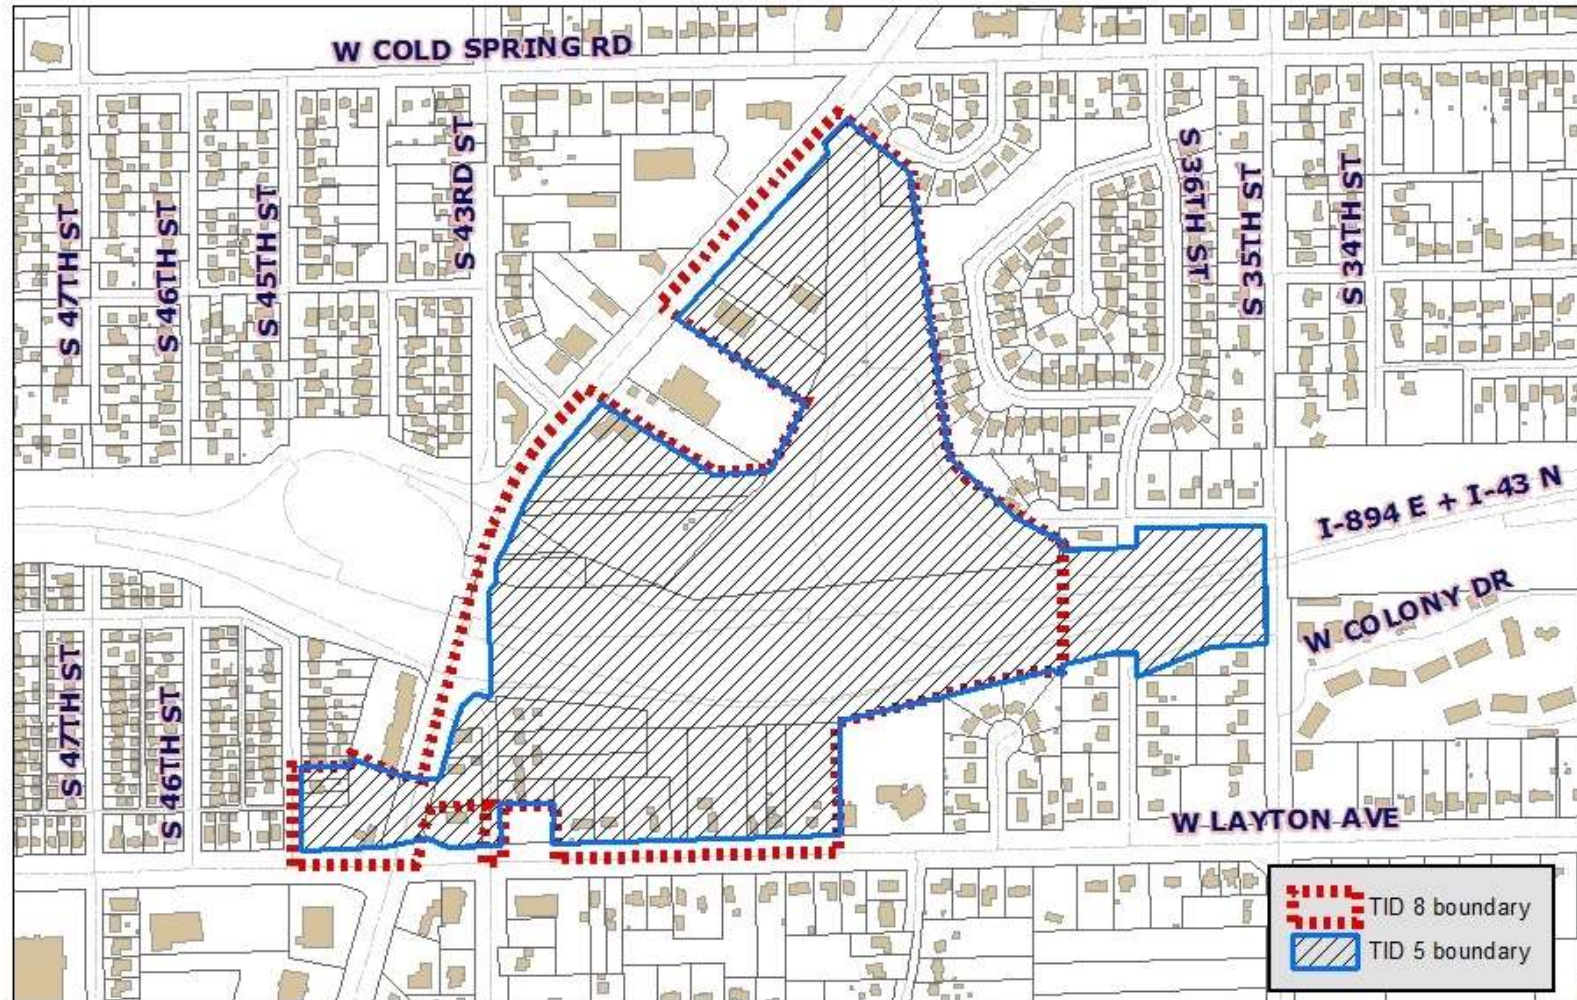 W COLD SPRING RD
S 47TH ST
S 46TH ST
S 45TH ST
S 43RD ST
S 36TH ST
S 35TH ST
S 34TH ST
I-894 E + I-43 N
W COLONY DR
S 47TH ST
S 46TH ST
W LAYTON AVE
TID 8 boundary
TID 5 boundary